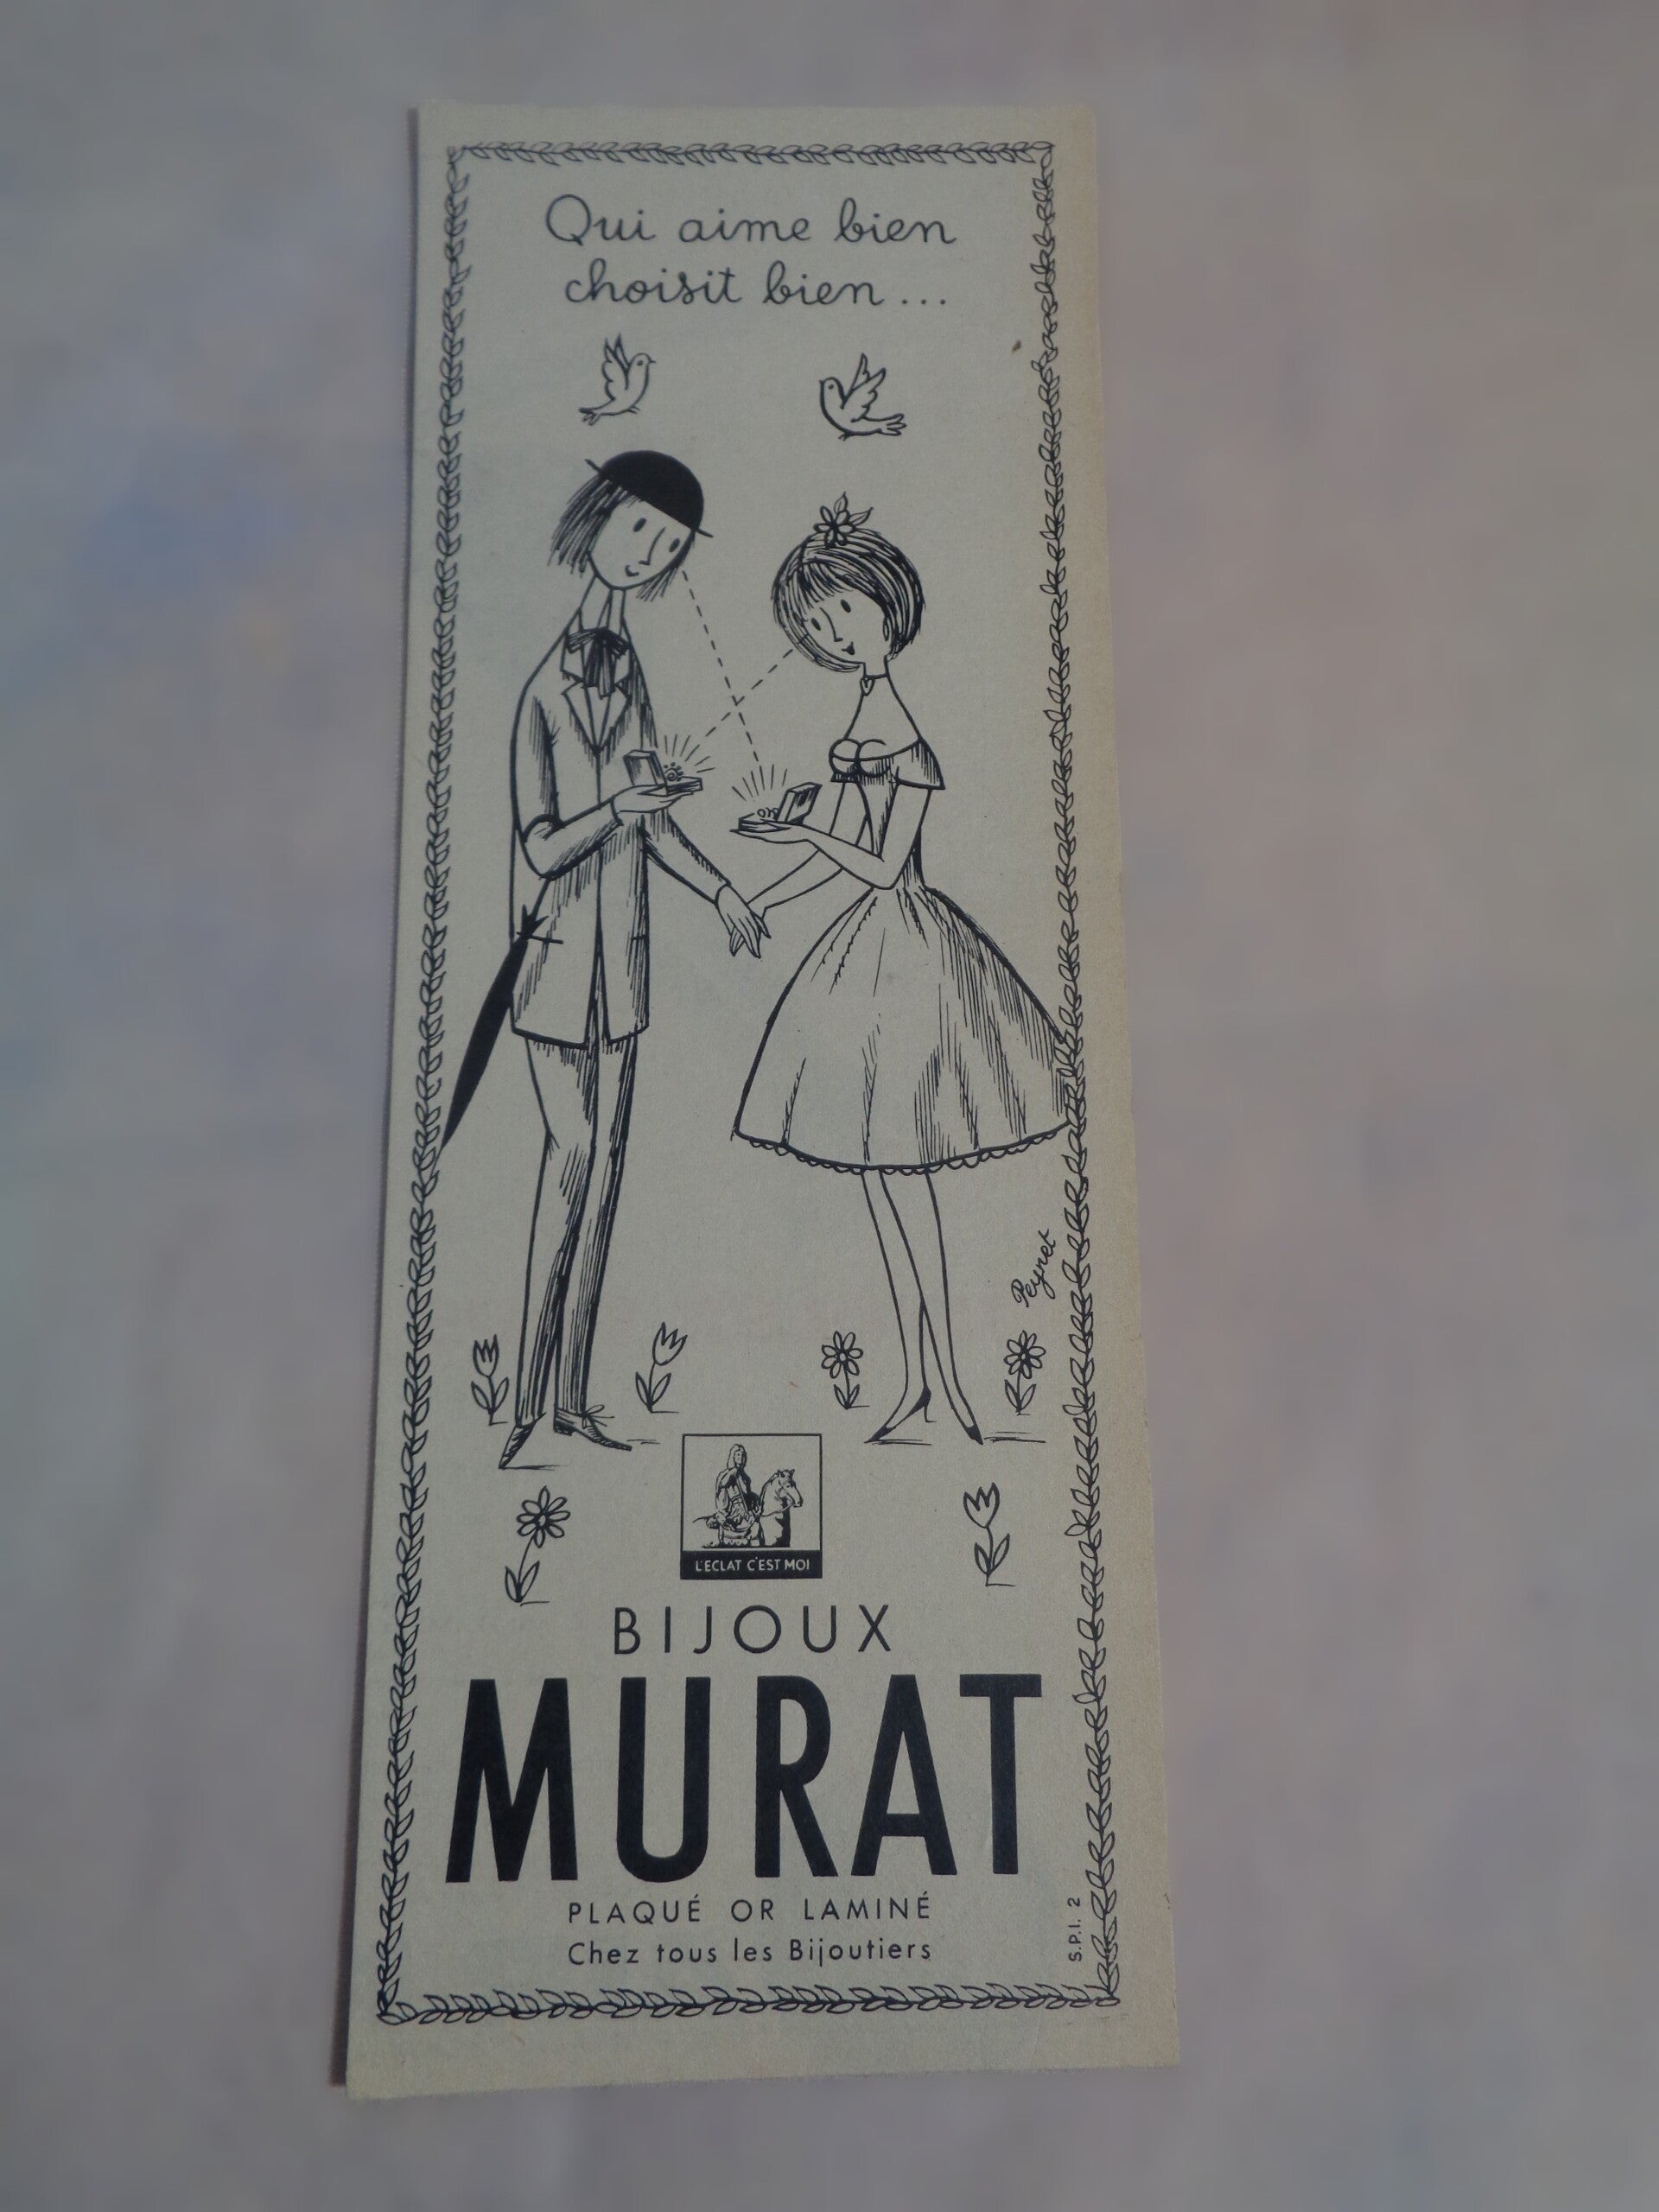 Qui aime bien
choisit bien...
Peynet
L'ECLAT C'EST MOI
BIJOUX
MURAT
PLAQUÉ OR LAMINÉ
Chez tous les Bijoutiers
S.P.I. 2